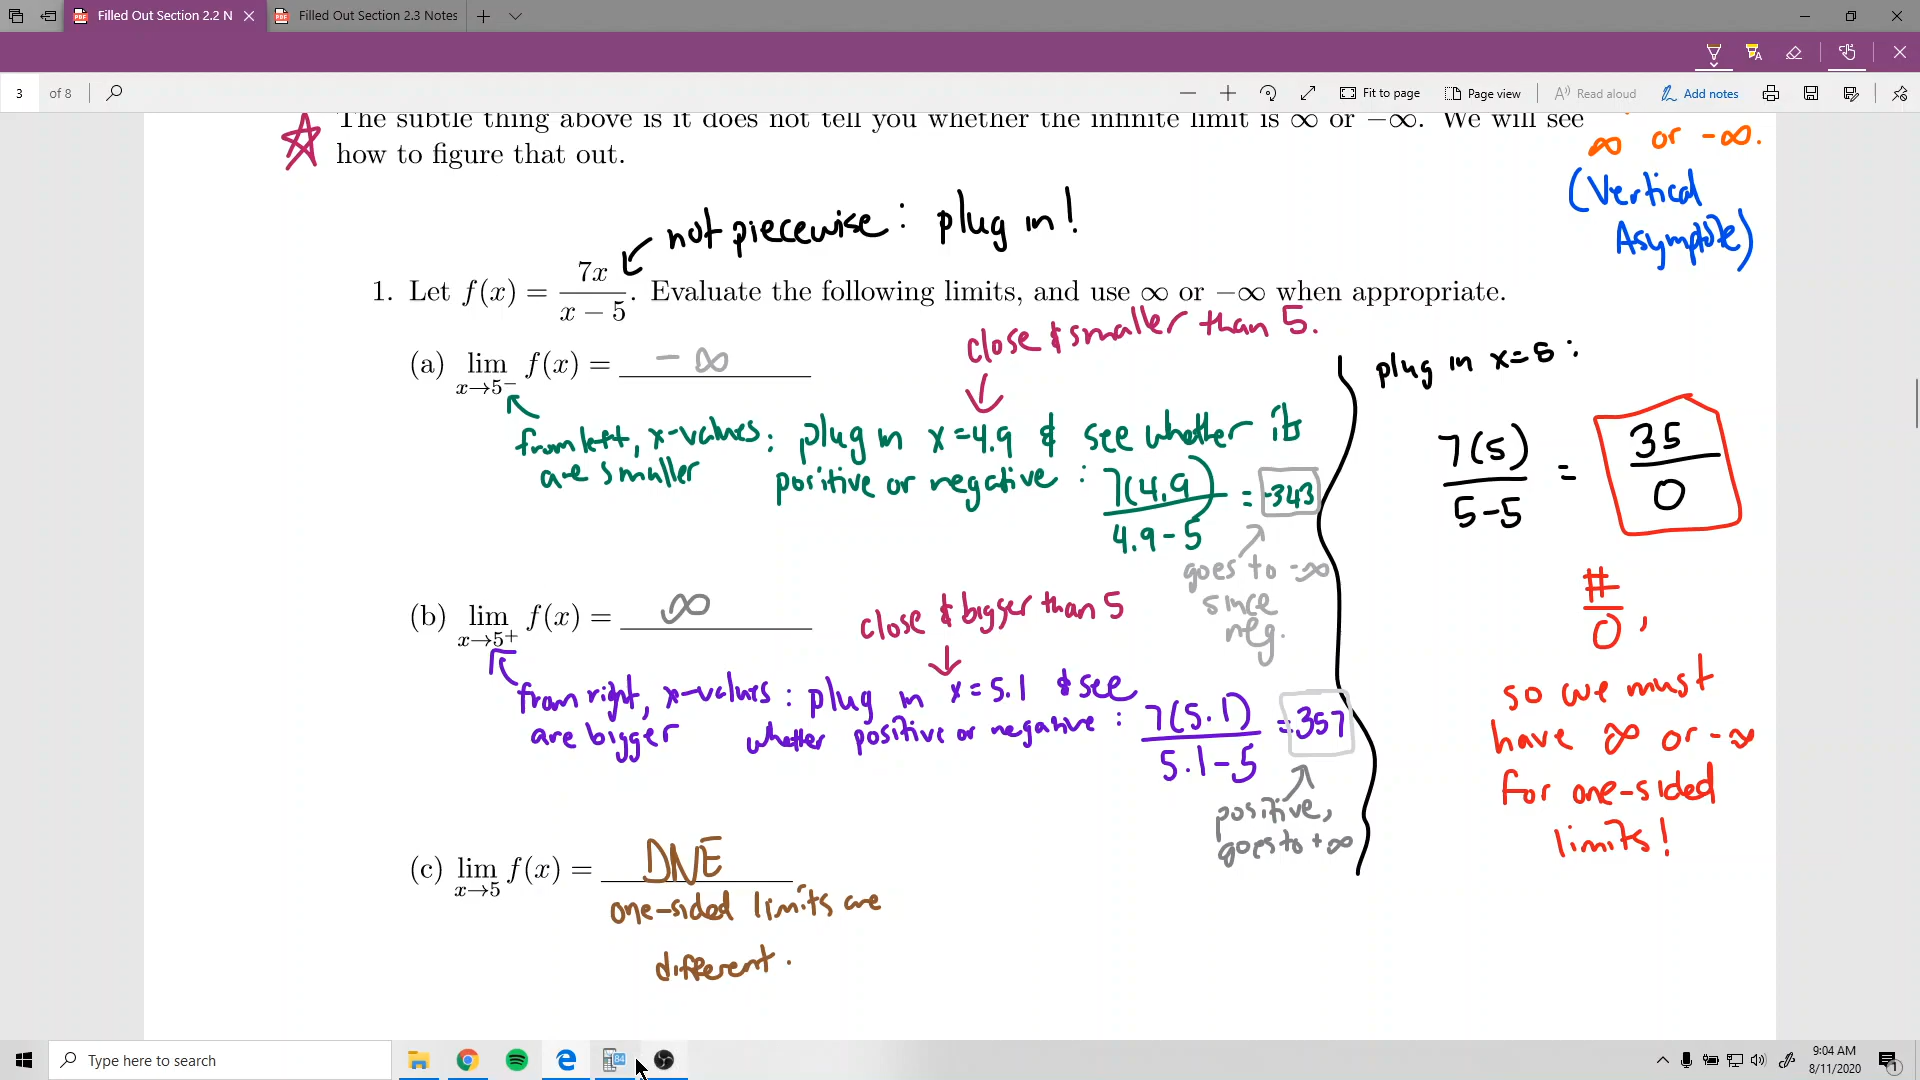 Filled Out Section 2.2 N
Filled Out Section 2.3 Notes
3 of 8
Fit to page
Page view
Read aloud
Add notes
The subtle thing above is it does not tell you whether the infinite limit is ∞ or −∞. We will see
how to figure that out.
∞ or -∞.
(Vertical
Asymptote)
not piecewise: plug in!
1. Let f(x) = 7x/(x − 5). Evaluate the following limits, and use ∞ or −∞ when appropriate.
close & smaller than 5.
(a) lim x→5⁻ f(x) = -∞
from left, x-values: plug in x=4.9 & see whether its
are smaller positive or negative: 7(4.9)/(4.9-5) = -343
goes to -∞
since
neg.
(b) lim x→5⁺ f(x) = ∞
close & bigger than 5
from right, x-values: plug in x=5.1 & see
are bigger whether positive or negative: 7(5.1)/(5.1-5) = 357
positive,
goes to +∞
(c) lim x→5 f(x) = DNE
one-sided limits are
different.
plug in x=5:
7(5)/(5-5) = 35/0
#/0,
so we must
have ∞ or -∞
for one-sided
limits!
Type here to search
84
9:04 AM
8/11/2020
1